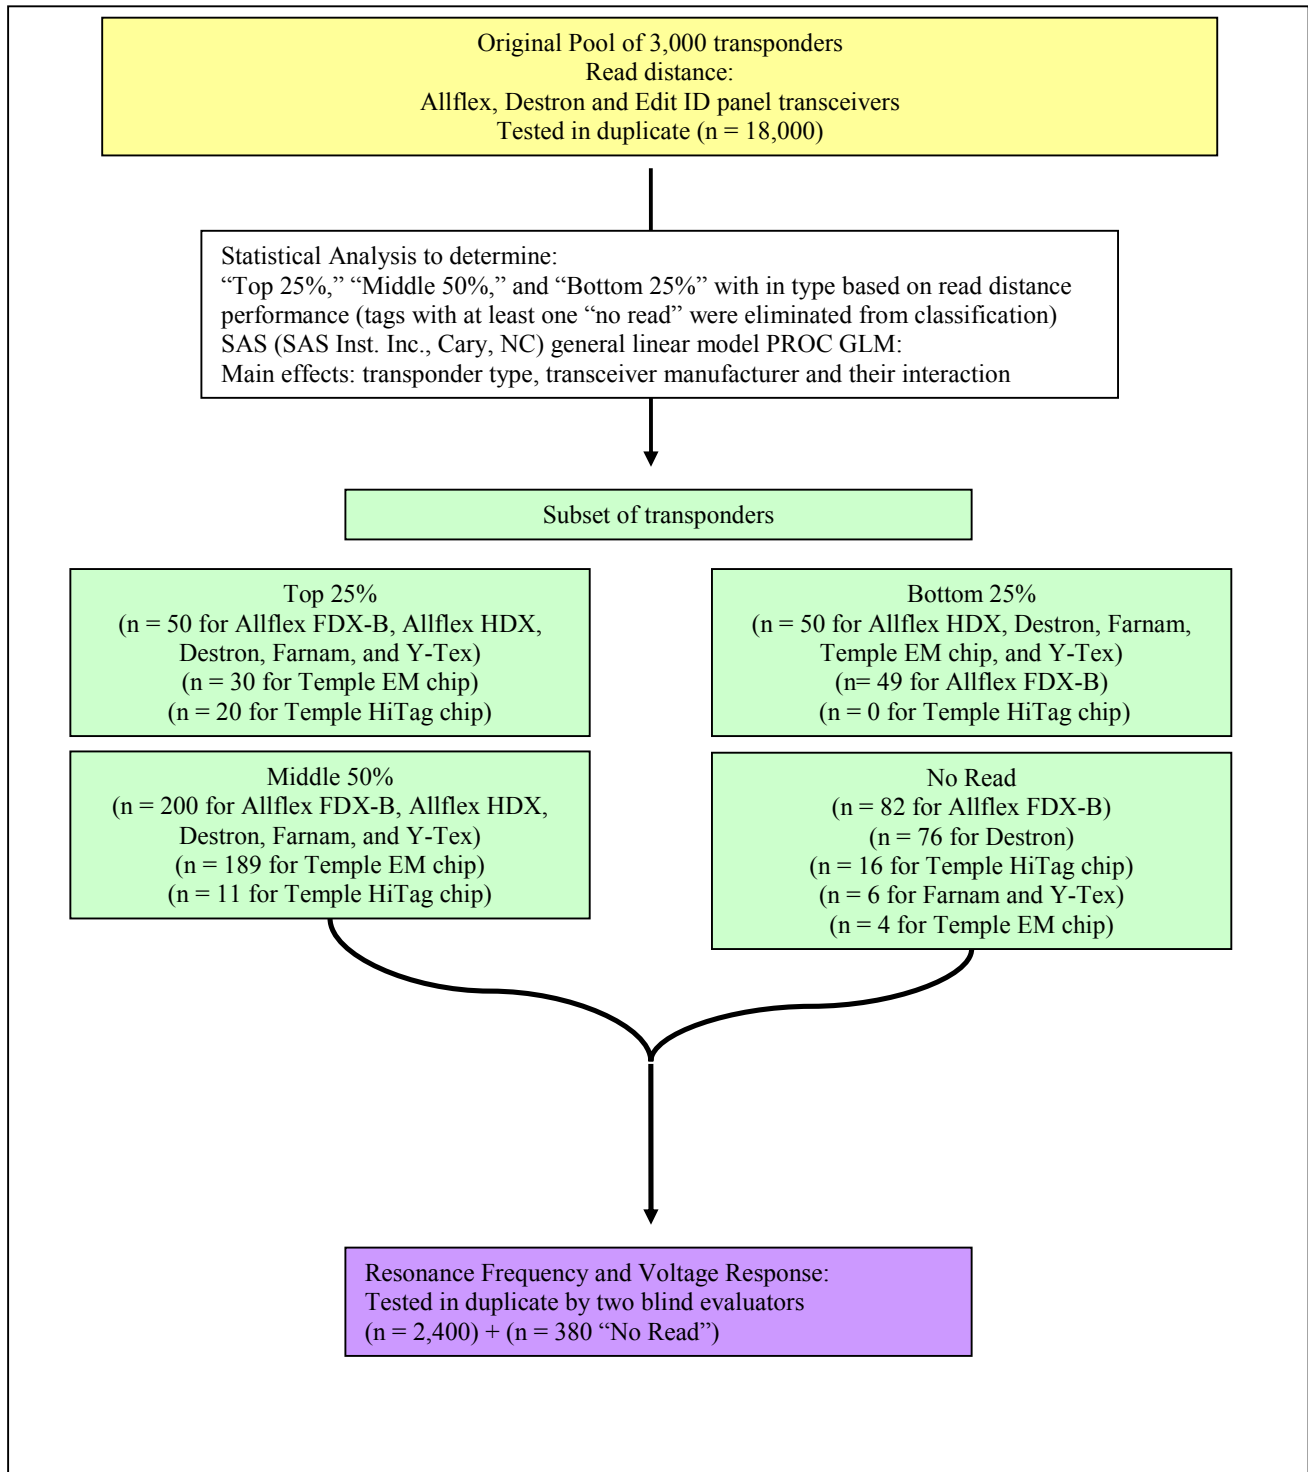 Original Pool of 3,000 transponders
Read distance:
Allflex, Destron and Edit ID panel transceivers
Tested in duplicate (n = 18,000)
Statistical Analysis to determine:
“Top 25%,” “Middle 50%,” and “Bottom 25%” with in type based on read distance
performance (tags with at least one “no read” were eliminated from classification)
SAS (SAS Inst. Inc., Cary, NC) general linear model PROC GLM:
Main effects: transponder type, transceiver manufacturer and their interaction
Subset of transponders
Top 25%
(n = 50 for Allflex FDX-B, Allflex HDX,
Destron, Farnam, and Y-Tex)
(n = 30 for Temple EM chip)
(n = 20 for Temple HiTag chip)
Bottom 25%
(n = 50 for Allflex HDX, Destron, Farnam,
Temple EM chip, and Y-Tex)
(n= 49 for Allflex FDX-B)
(n = 0 for Temple HiTag chip)
Middle 50%
(n = 200 for Allflex FDX-B, Allflex HDX,
Destron, Farnam, and Y-Tex)
(n = 189 for Temple EM chip)
(n = 11 for Temple HiTag chip)
No Read
(n = 82 for Allflex FDX-B)
(n = 76 for Destron)
(n = 16 for Temple HiTag chip)
(n = 6 for Farnam and Y-Tex)
(n = 4 for Temple EM chip)
Resonance Frequency and Voltage Response:
Tested in duplicate by two blind evaluators
(n = 2,400) + (n = 380 “No Read”)